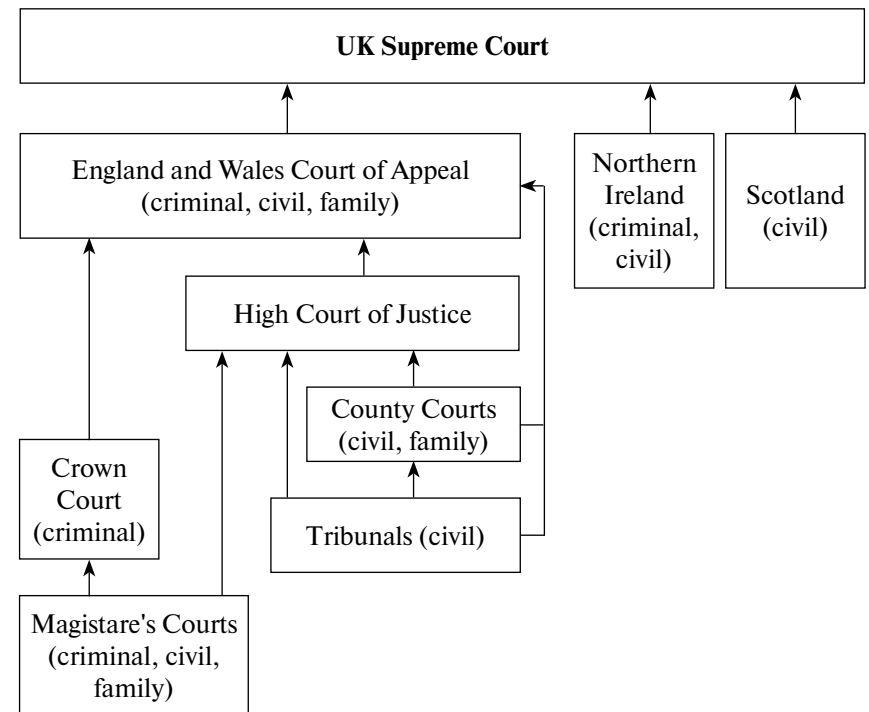 UK Supreme Court
England and Wales Court of Appeal
(criminal, civil, family)
Northern
Ireland
(criminal,
civil)
Scotland
(civil)
High Court of Justice
County Courts
(civil, family)
Crown
Court
(criminal)
Tribunals (civil)
Magistare's Courts
(criminal, civil,
family)